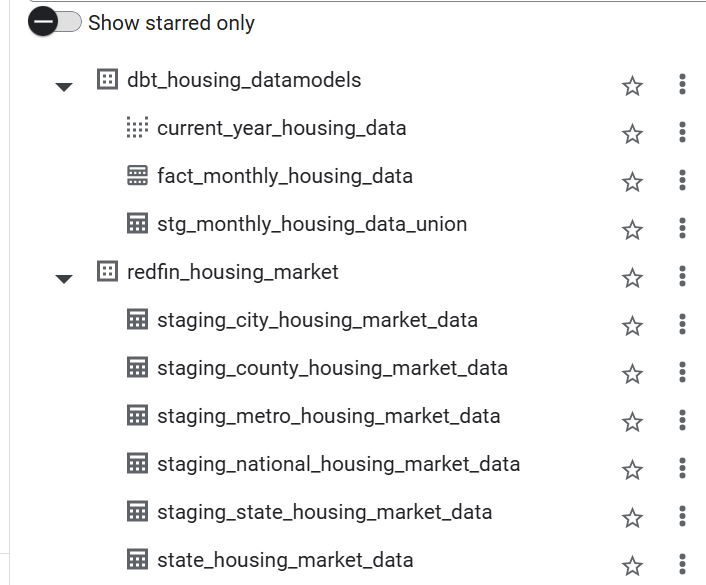 Show starred only
dbt_housing_datamodels
current_year_housing_data
fact_monthly_housing_data
stg_monthly_housing_data_union
redfin_housing_market
staging_city_housing_market_data
staging_county_housing_market_data
staging_metro_housing_market_data
staging_national_housing_market_data
staging_state_housing_market_data
state_housing_market_data